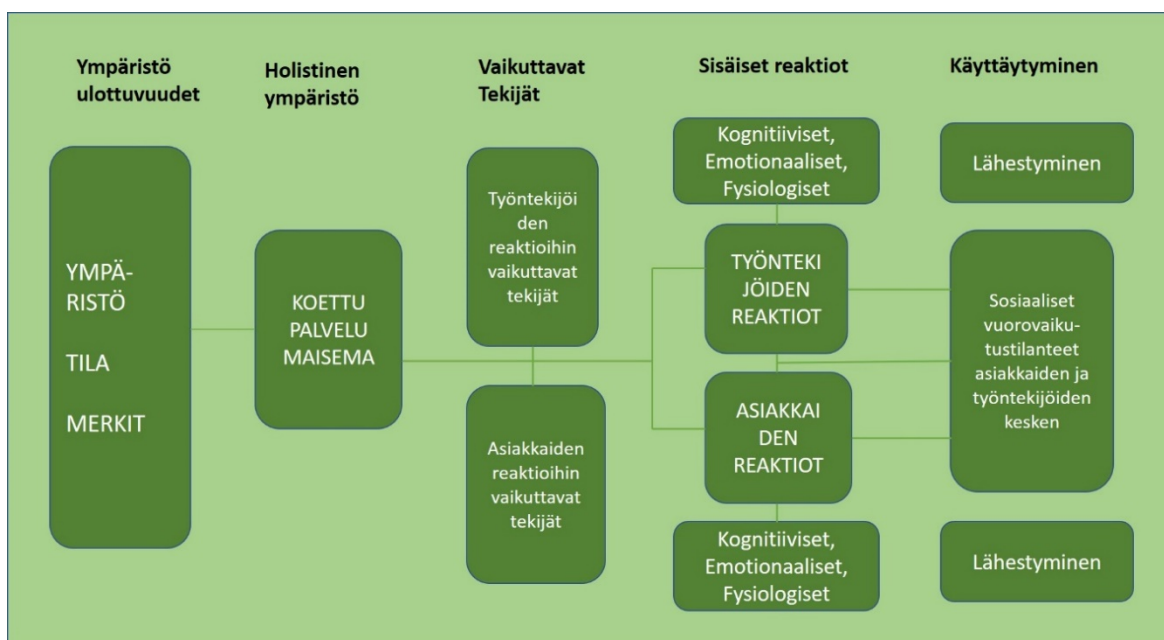 Ympäristö
ulottuvuudet
Holistinen
ympäristö
Vaikuttavat
Tekijät
Sisäiset reaktiot
Käyttäytyminen
YMPÄ-
RISTÖ
TILA
MERKIT
KOETTU
PALVELU
MAISEMA
Työntekijöi
den
reaktioihin
vaikuttavat
tekijät
Asiakkaiden
reaktioihin
vaikuttavat
tekijät
Kognitiiviset,
Emotionaaliset,
Fysiologiset
TYÖNTEKI
JÖIDEN
REAKTIOT
ASIAKKAI
DEN
REAKTIOT
Kognitiiviset,
Emotionaaliset,
Fysiologiset
Lähestyminen
Sosiaaliset
vuorovaiku-
tustilanteet
asiakkaiden ja
työntekijöiden
kesken
Lähestyminen